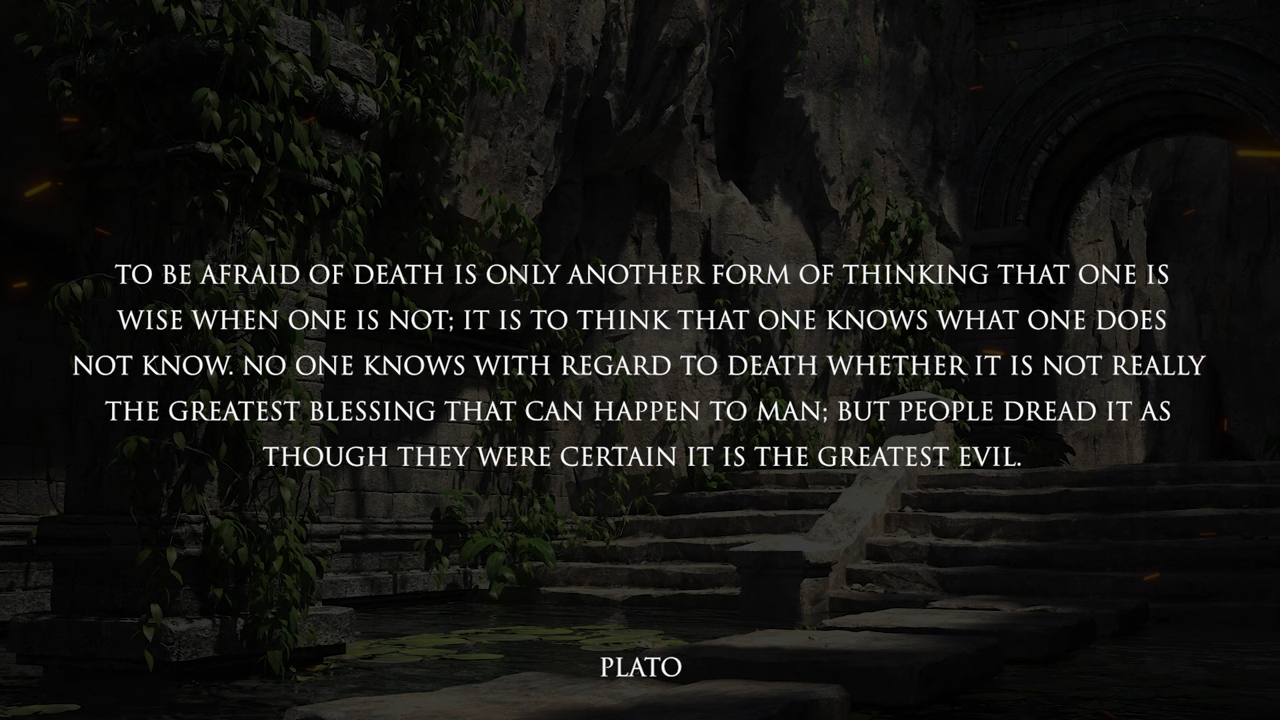 TO BE AFRAID OF DEATH IS ONLY ANOTHER FORM OF THINKING THAT ONE IS
WISE WHEN ONE IS NOT; IT IS TO THINK THAT ONE KNOWS WHAT ONE DOES
NOT KNOW. NO ONE KNOWS WITH REGARD TO DEATH WHETHER IT IS NOT REALLY
THE GREATEST BLESSING THAT CAN HAPPEN TO MAN; BUT PEOPLE DREAD IT AS
THOUGH THEY WERE CERTAIN IT IS THE GREATEST EVIL.
PLATO